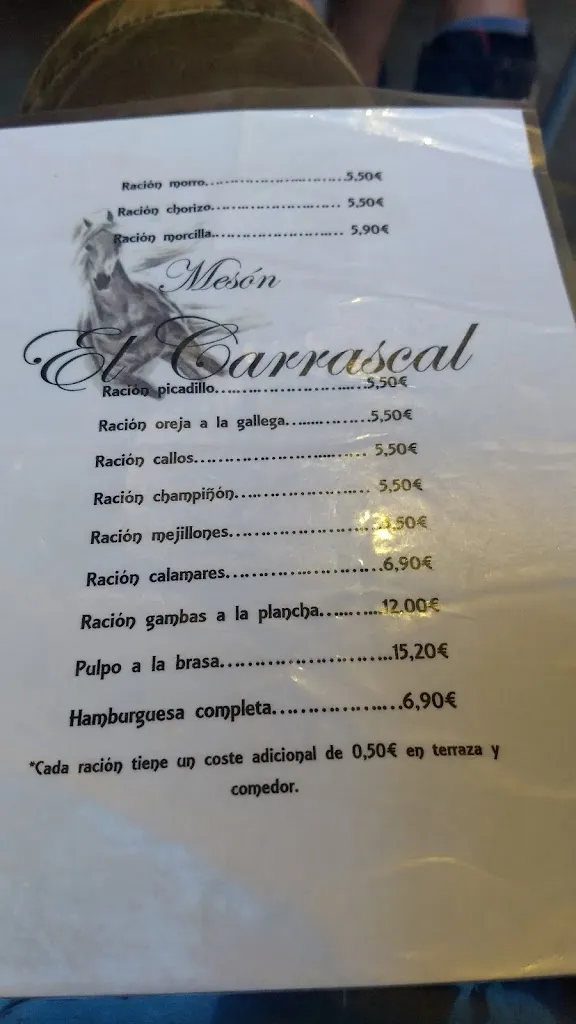 Ración morro........................5,50€
Ración chorizo....................... 5,50€
Ración morcilla....................... 5,90€
Mesón
El Carrascal
Ración picadillo..........................5,50€
Ración oreja a la gallega..............5,50€
Ración callos............................ 5,50€
Ración champiñón...................... 5,50€
Ración mejillones.......................
Ración calamares........................6,90€
Ración gambas a la plancha..........12,00€
Pulpo a la brasa..........................15,20€
Hamburguesa completa...................6,90€
*Cada ración tiene un coste adicional de 0,50€ en terraza y
comedor.